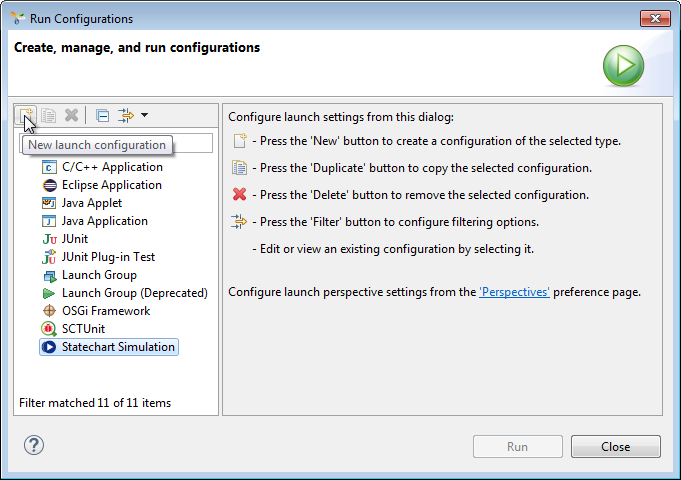 Run Configurations
Create, manage, and run configurations
New launch configuration
C/C++ Application
Eclipse Application
Java Applet
Java Application
JUnit
JUnit Plug-in Test
Launch Group
Launch Group (Deprecated)
OSGi Framework
SCTUnit
Statechart Simulation
Filter matched 11 of 11 items
Configure launch settings from this dialog:
- Press the 'New' button to create a configuration of the selected type.
- Press the 'Duplicate' button to copy the selected configuration.
- Press the 'Delete' button to remove the selected configuration.
- Press the 'Filter' button to configure filtering options.
- Edit or view an existing configuration by selecting it.
Configure launch perspective settings from the 'Perspectives' preference page.
Run
Close